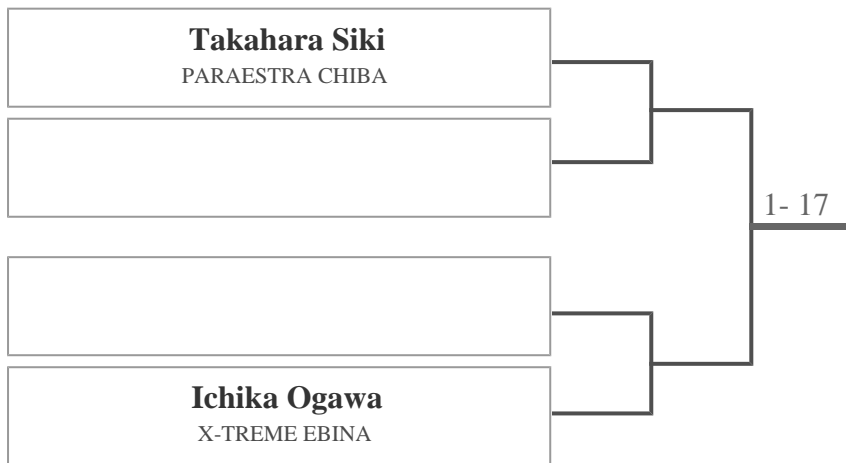 Takahara Siki
PARAESTRA CHIBA
1- 17
Ichika Ogawa
X-TREME EBINA